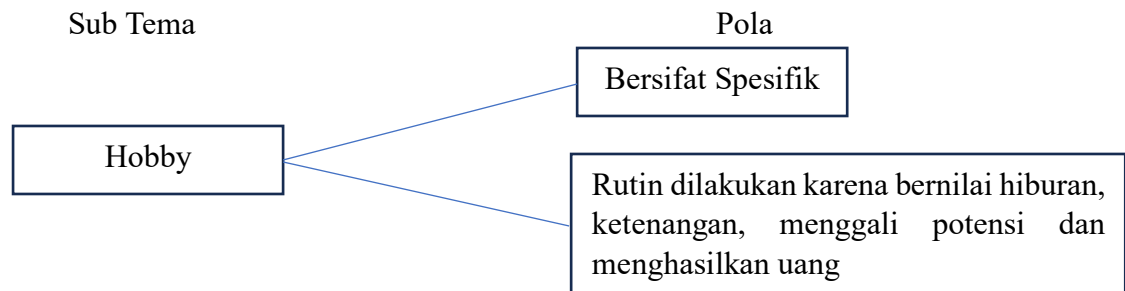 Sub Tema
Pola
Bersifat Spesifik
Hobby
Rutin dilakukan karena bernilai hiburan,
ketenangan, menggali potensi dan
menghasilkan uang